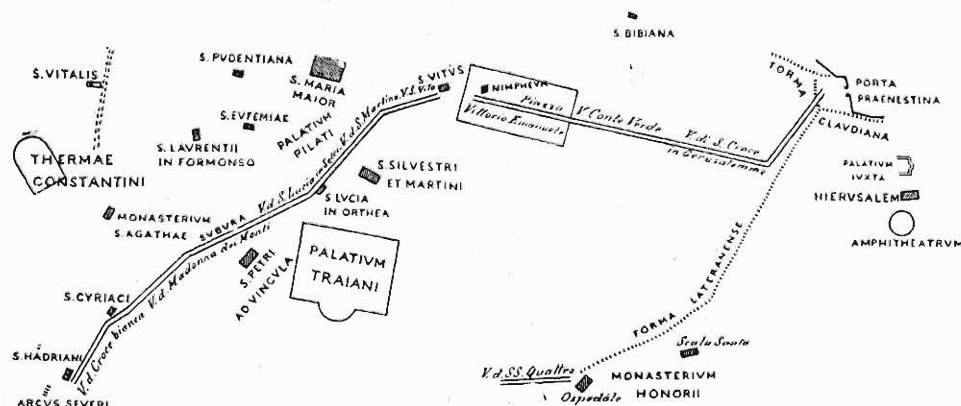 S. BIBIANA
S. VITALIS
S. PVDENTIANA
S. MARIA
MAIOR
S. VITVS
NIMPHEVM
FORMA
PORTA
PRAENESTINA
CLAVDIANA
S. EVFEMIAE
PALATIVM
PILATI
S. LAVRENTII
IN FORMONSO
V. d. S. Lucia in Selci. V. d. S. Martino. V. S. Vito
Piazza
Vittorio Emanuele
V. Conte Verde
V. di S. Croce
in Gerusalemme
THERMAE
CONSTANTINI
S. SILVESTRI
ET MARTINI
PALATIVM
IVXTA
HIERVSALEM
S. LVCIA
IN ORTHEA
MONASTERIVM
S. AGATHAE
SVBVRA
V. d. Madonna dei Monti
AMPHITHEATRVM
S. PETRI
AD VINCVLA
PALATIVM
TRAIANI
S. CYRIACI
V. d. Croce bianca
FORMA LATERANENSE
S. HADRIANI
Scala Santa
V. d. SS. Quattro
MONASTERIVM
HONORII
Ospedale
ARCVS SEVERI